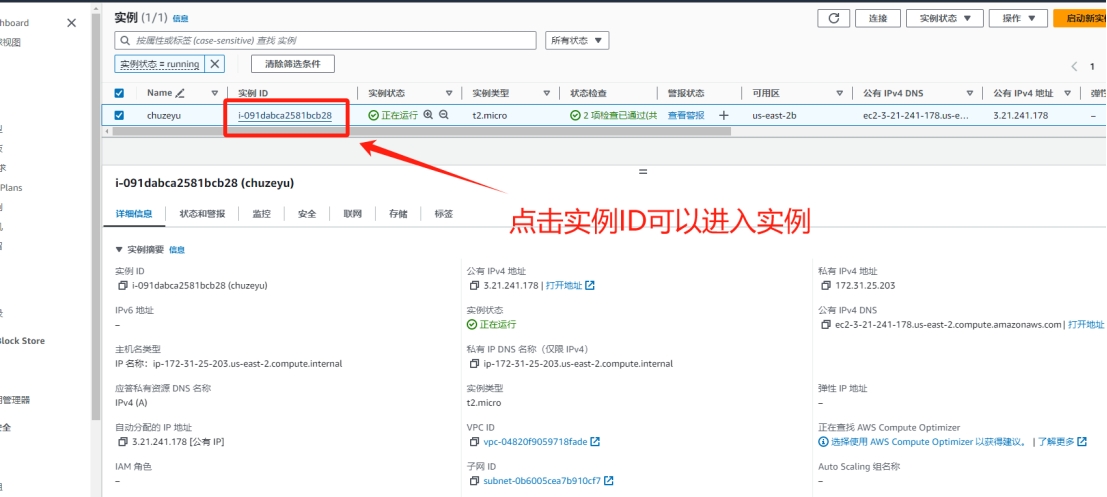 hboard
实例 (1/1) 信息
连接
实例状态
操作
启动新实
按属性或标签 (case-sensitive) 查找 实例
所有状态
实例状态 = running
清除筛选条件
1
Name
实例 ID
实例状态
实例类型
状态检查
警报状态
可用区
公有 IPv4 DNS
公有 IPv4 地址
弹性
chuzeyu
i-091dabca2581bcb28
正在运行
t2.micro
2 项检查已通过(共
查看警报
us-east-2b
ec2-3-21-241-178.us-e...
3.21.241.178
–
Plans
lock Store
i-091dabca2581bcb28 (chuzeyu)
点击实例ID可以进入实例
详细信息
状态和警报
监控
安全
联网
存储
标签
实例摘要 信息
实例 ID
公有 IPv4 地址
私有 IPv4 地址
i-091dabca2581bcb28 (chuzeyu)
3.21.241.178 | 打开地址
172.31.25.203
IPv6 地址
实例状态
公有 IPv4 DNS
–
正在运行
ec2-3-21-241-178.us-east-2.compute.amazonaws.com | 打开地址
主机名类型
私有 IP DNS 名称（仅限 IPv4）
IP 名称：ip-172-31-25-203.us-east-2.compute.internal
ip-172-31-25-203.us-east-2.compute.internal
应答私有资源 DNS 名称
实例类型
弹性 IP 地址
IPv4 (A)
t2.micro
–
自动分配的 IP 地址
VPC ID
正在查找 AWS Compute Optimizer
3.21.241.178 [公有 IP]
vpc-04820f9059718fade
选择使用 AWS Compute Optimizer 以获得建议。 | 了解更多
IAM 角色
子网 ID
Auto Scaling 组名称
–
subnet-0b6005cea7b910cf7
–